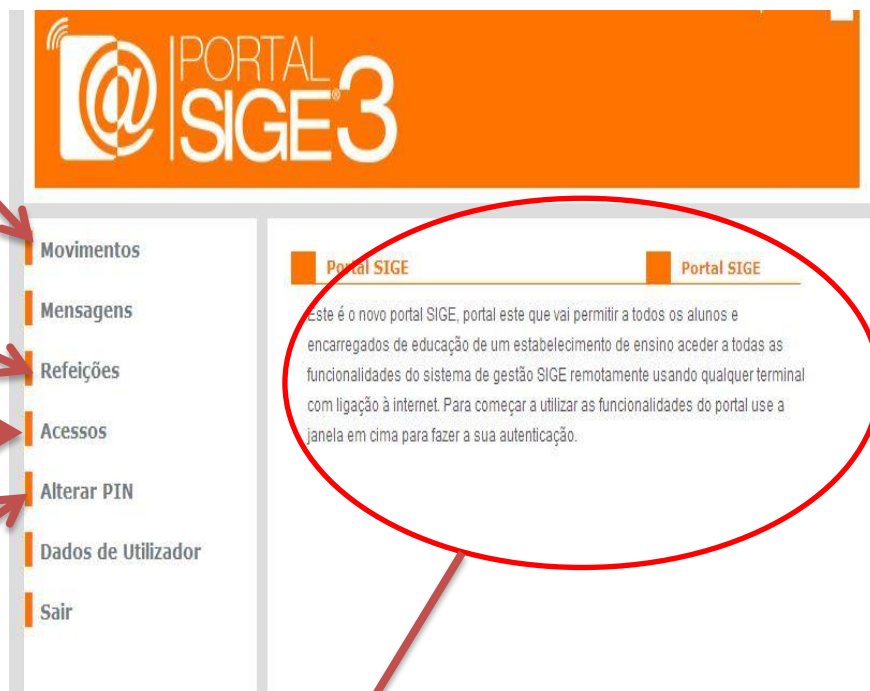 @ PORTAL
SIGE®3
Movimentos
Mensagens
Refeições
Acessos
Alterar PIN
Dados de Utilizador
Sair
Portal SIGE
Portal SIGE
Este é o novo portal SIGE, portal este que vai permitir a todos os alunos e
encarregados de educação de um estabelecimento de ensino aceder a todas as
funcionalidades do sistema de gestão SIGE remotamente usando qualquer terminal
com ligação à internet. Para começar a utilizar as funcionalidades do portal use a
janela em cima para fazer a sua autenticação.